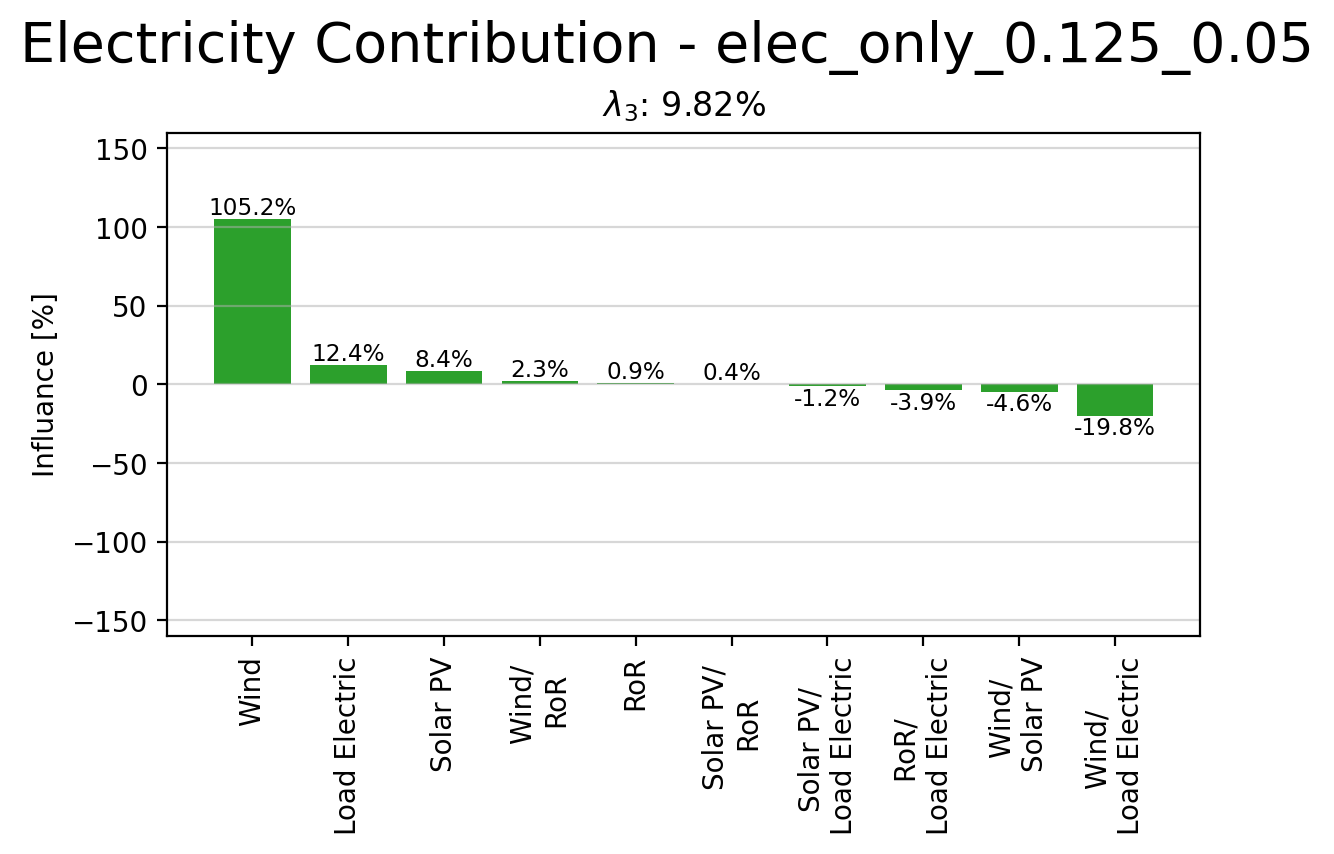 Electricity Contribution - elec_only_0.125_0.05
λ₃: 9.82%
Influance [%]
150
100
50
0
−50
−100
−150
105.2%
12.4%
8.4%
2.3%
0.9%
0.4%
-1.2%
-3.9%
-4.6%
-19.8%
Wind
Load Electric
Solar PV
Wind/
RoR
RoR
Solar PV/
RoR
Solar PV/
Load Electric
RoR/
Load Electric
Wind/
Solar PV
Wind/
Load Electric